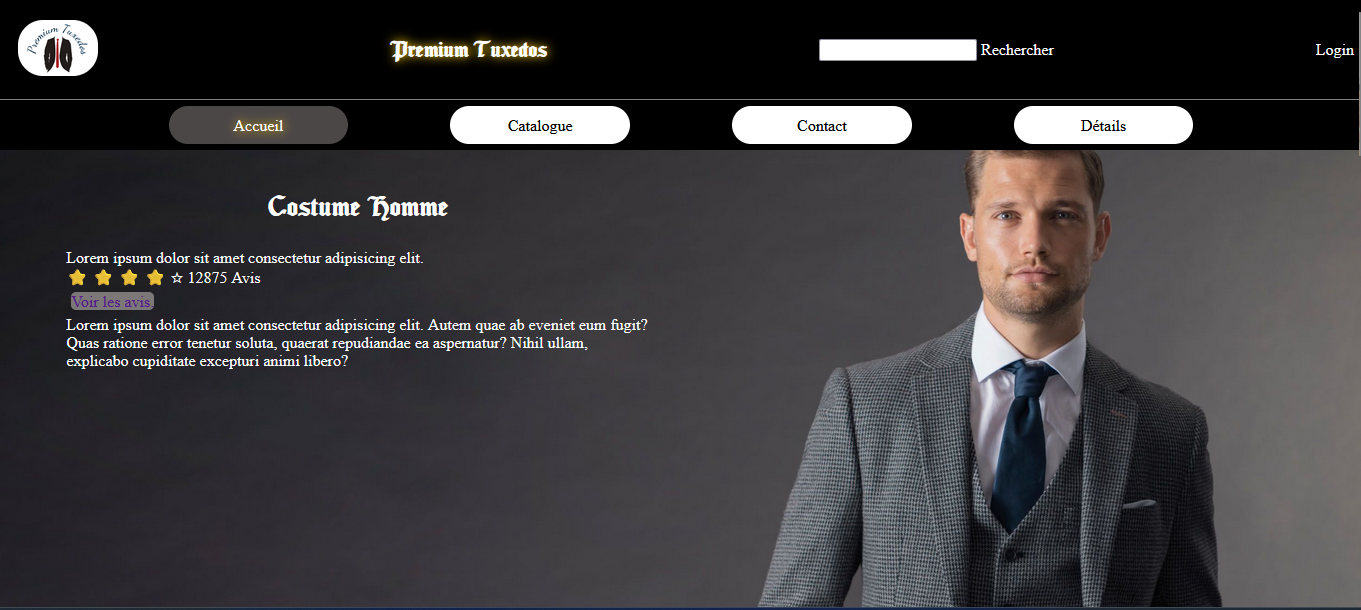 Premium Tuxedos
Premium Tuxedos
Rechercher
Login
Accueil
Catalogue
Contact
Détails
Costume Homme
Lorem ipsum dolor sit amet consectetur adipisicing elit.
12875 Avis
Voir les avis.
Lorem ipsum dolor sit amet consectetur adipisicing elit. Autem quae ab eveniet eum fugit?
Quas ratione error tenetur soluta, quaerat repudiandae ea aspernatur? Nihil ullam,
explicabo cupiditate excepturi animi libero?